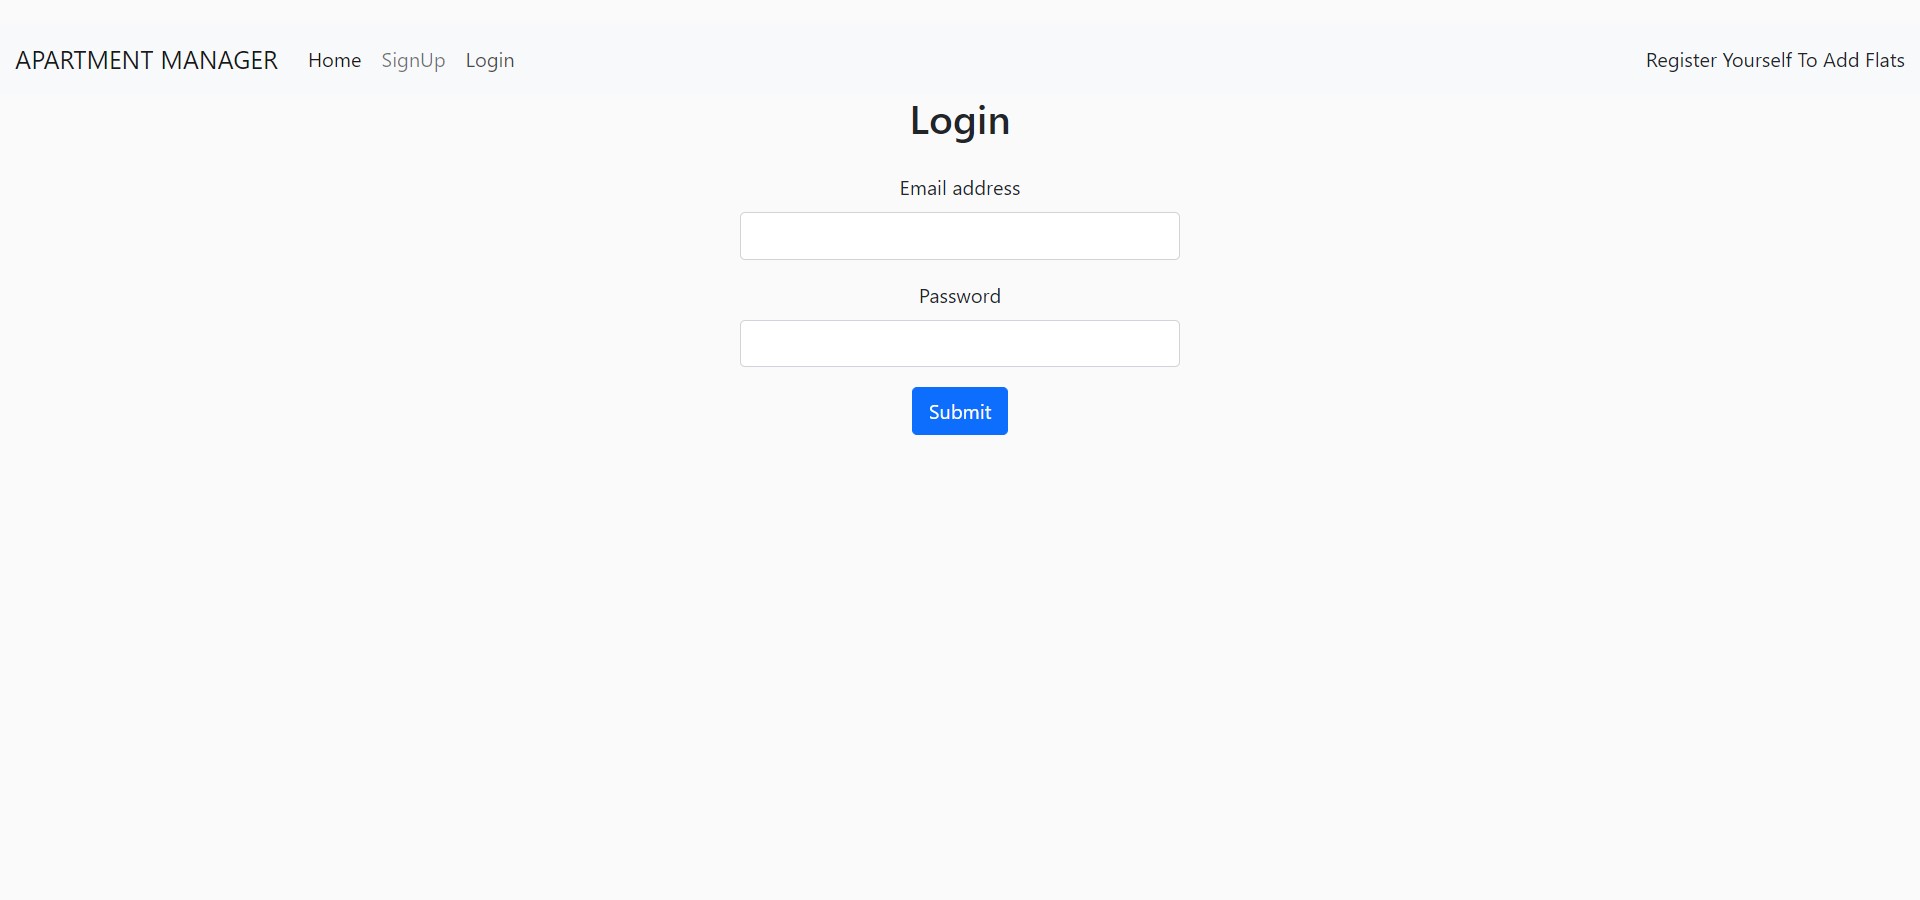 APARTMENT MANAGER Home SignUp Login Register Yourself To Add Flats
Login
Email address
Password
Submit